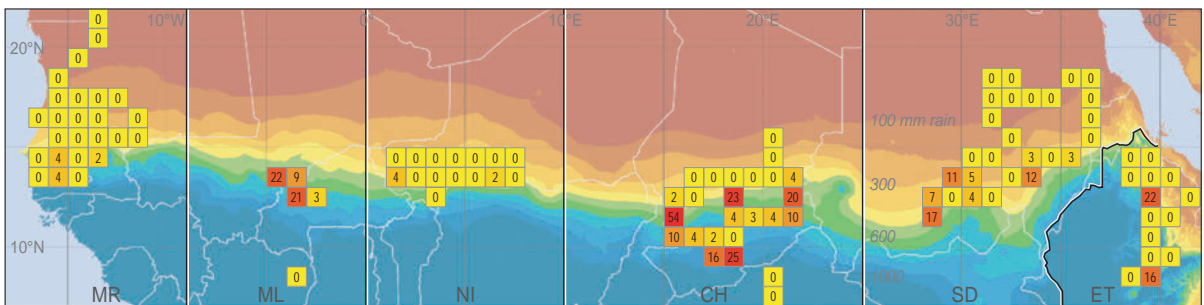 10°W 0 10°E 20°E 30°E 40°E
0
0
20°N
0
0 0 0 0 0
0 0 0 0 0 0 0 0 0
0 0 0 0 0 0 0
100 mm rain
0 0 0 0 0 0 0 0
0 4 0 2 0 0 0 0 0 0 0 0 0 0 3 0 3 0 0
0 4 0 22 9 4 0 0 0 0 2 0 0 0 0 0 0 4 11 5 0 12 0 0
300
21 3 0 2 0 23 20 7 0 4 0 22 0
54 4 3 4 10 17 0 0
10 4 2 0 600 0 0
10°N
16 25 0 0
0 0 1000 0 16
MR ML NI CH 0 SD ET